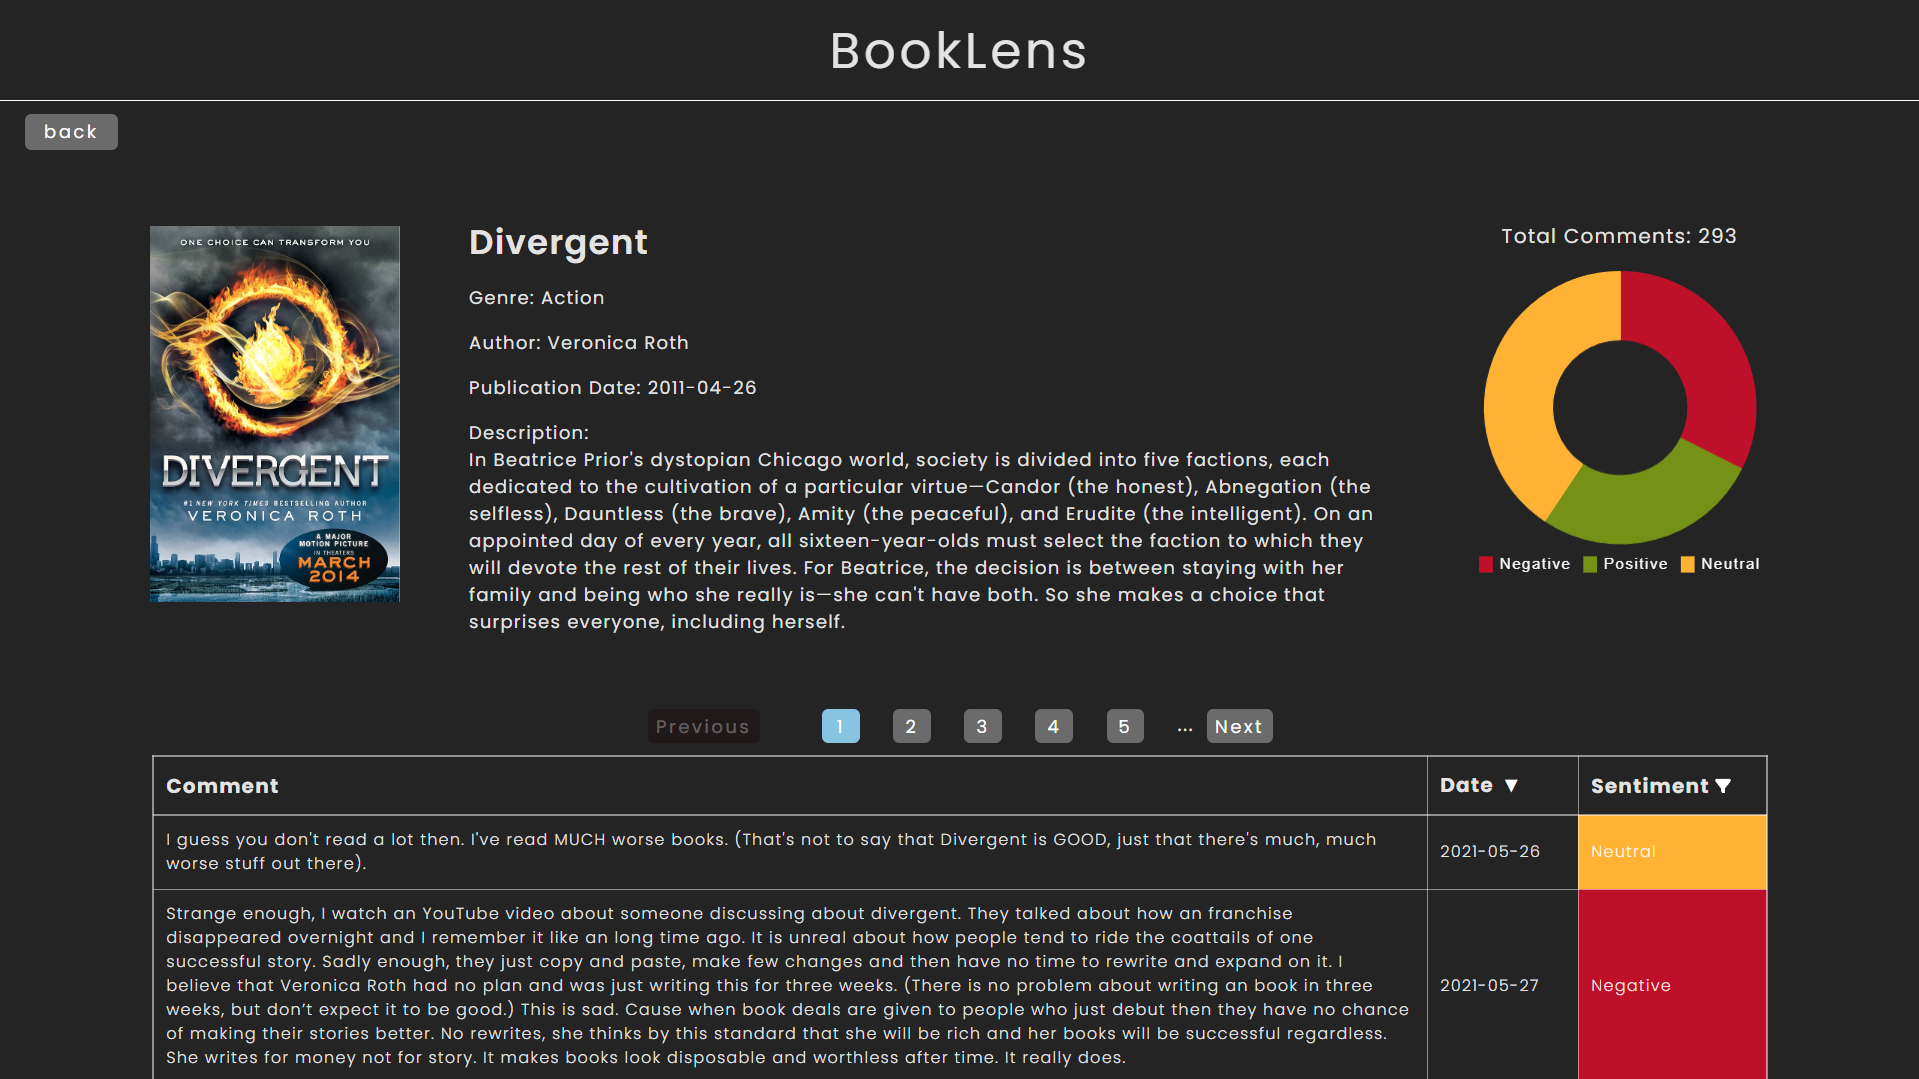 BookLens
back
ONE CHOICE CAN TRANSFORM YOU
DIVERGENT
#1 NEW YORK TIMES BESTSELLING AUTHOR
VERONICA ROTH
A MAJOR
MOTION PICTURE
IN THEATERS
MARCH
2014
Divergent
Genre: Action
Author: Veronica Roth
Publication Date: 2011-04-26
Description:
In Beatrice Prior's dystopian Chicago world, society is divided into five factions, each
dedicated to the cultivation of a particular virtue—Candor (the honest), Abnegation (the
selfless), Dauntless (the brave), Amity (the peaceful), and Erudite (the intelligent). On an
appointed day of every year, all sixteen-year-olds must select the faction to which they
will devote the rest of their lives. For Beatrice, the decision is between staying with her
family and being who she really is—she can't have both. So she makes a choice that
surprises everyone, including herself.
Total Comments: 293
Negative Positive Neutral
Previous 1 2 3 4 5 ... Next
Comment Date ▼ Sentiment
I guess you don't read a lot then. I've read MUCH worse books. (That's not to say that Divergent is GOOD, just that there's much, much
worse stuff out there).
2021-05-26
Neutral
Strange enough, I watch an YouTube video about someone discussing about divergent. They talked about how an franchise
disappeared overnight and I remember it like an long time ago. It is unreal about how people tend to ride the coattails of one
successful story. Sadly enough, they just copy and paste, make few changes and then have no time to rewrite and expand on it. I
believe that Veronica Roth had no plan and was just writing this for three weeks. (There is no problem about writing an book in three
weeks, but don’t expect it to be good.) This is sad. Cause when book deals are given to people who just debut then they have no chance
of making their stories better. No rewrites, she thinks by this standard that she will be rich and her books will be successful regardless.
She writes for money not for story. It makes books look disposable and worthless after time. It really does.
2021-05-27
Negative